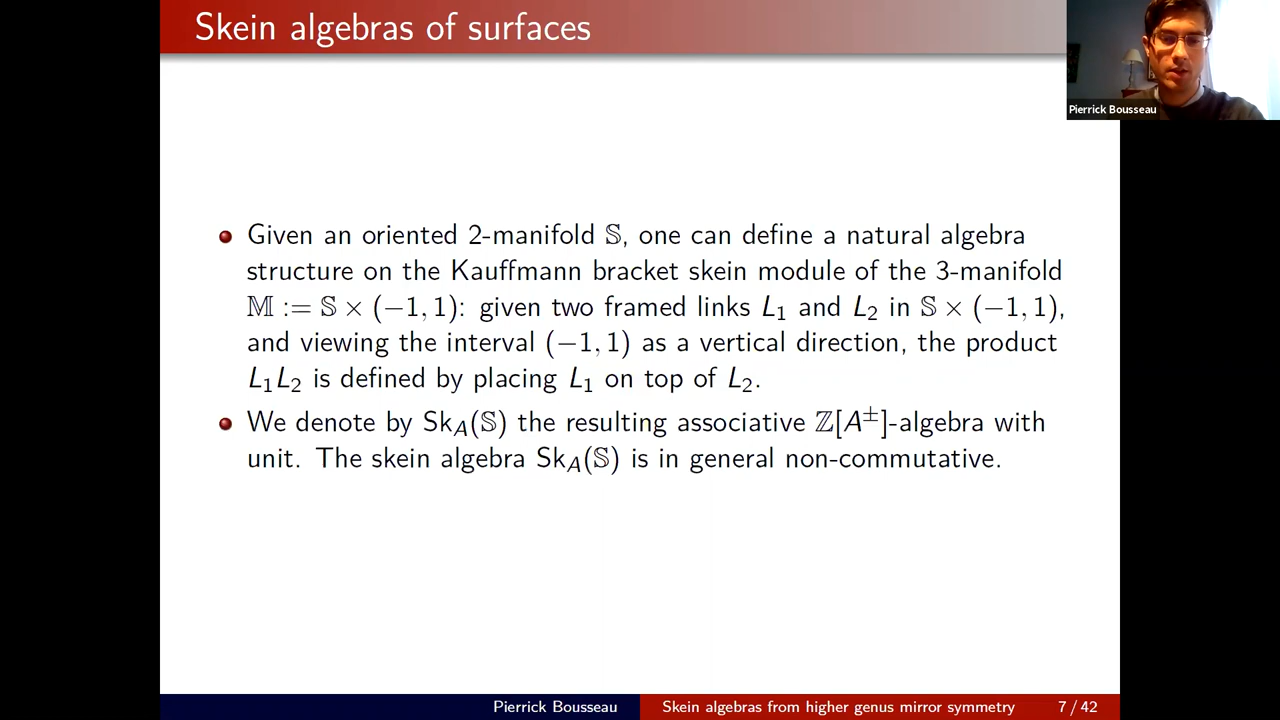 Skein algebras of surfaces
Pierrick Bousseau
Given an oriented 2-manifold 𝕊, one can define a natural algebra
structure on the Kauffmann bracket skein module of the 3-manifold
𝕄 := 𝕊 × (−1, 1): given two framed links L₁ and L₂ in 𝕊 × (−1, 1),
and viewing the interval (−1, 1) as a vertical direction, the product
L₁L₂ is defined by placing L₁ on top of L₂.
We denote by Sk_A(𝕊) the resulting associative ℤ[A^±]-algebra with
unit. The skein algebra Sk_A(𝕊) is in general non-commutative.
Pierrick Bousseau
Skein algebras from higher genus mirror symmetry
7 / 42